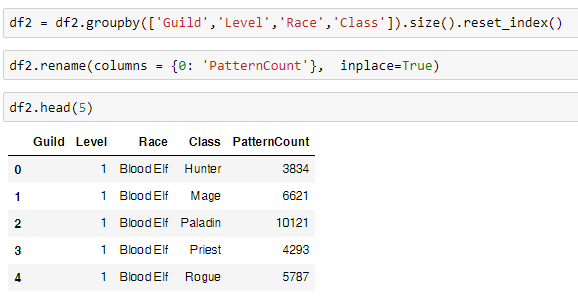 df2 = df2.groupby(['Guild','Level','Race','Class']).size().reset_index()
df2.rename(columns = {0: 'PatternCount'},  inplace=True)
df2.head(5)
Guild Level Race Class PatternCount
0 1 Blood Elf Hunter 3834
1 1 Blood Elf Mage 6621
2 1 Blood Elf Paladin 10121
3 1 Blood Elf Priest 4293
4 1 Blood Elf Rogue 5787